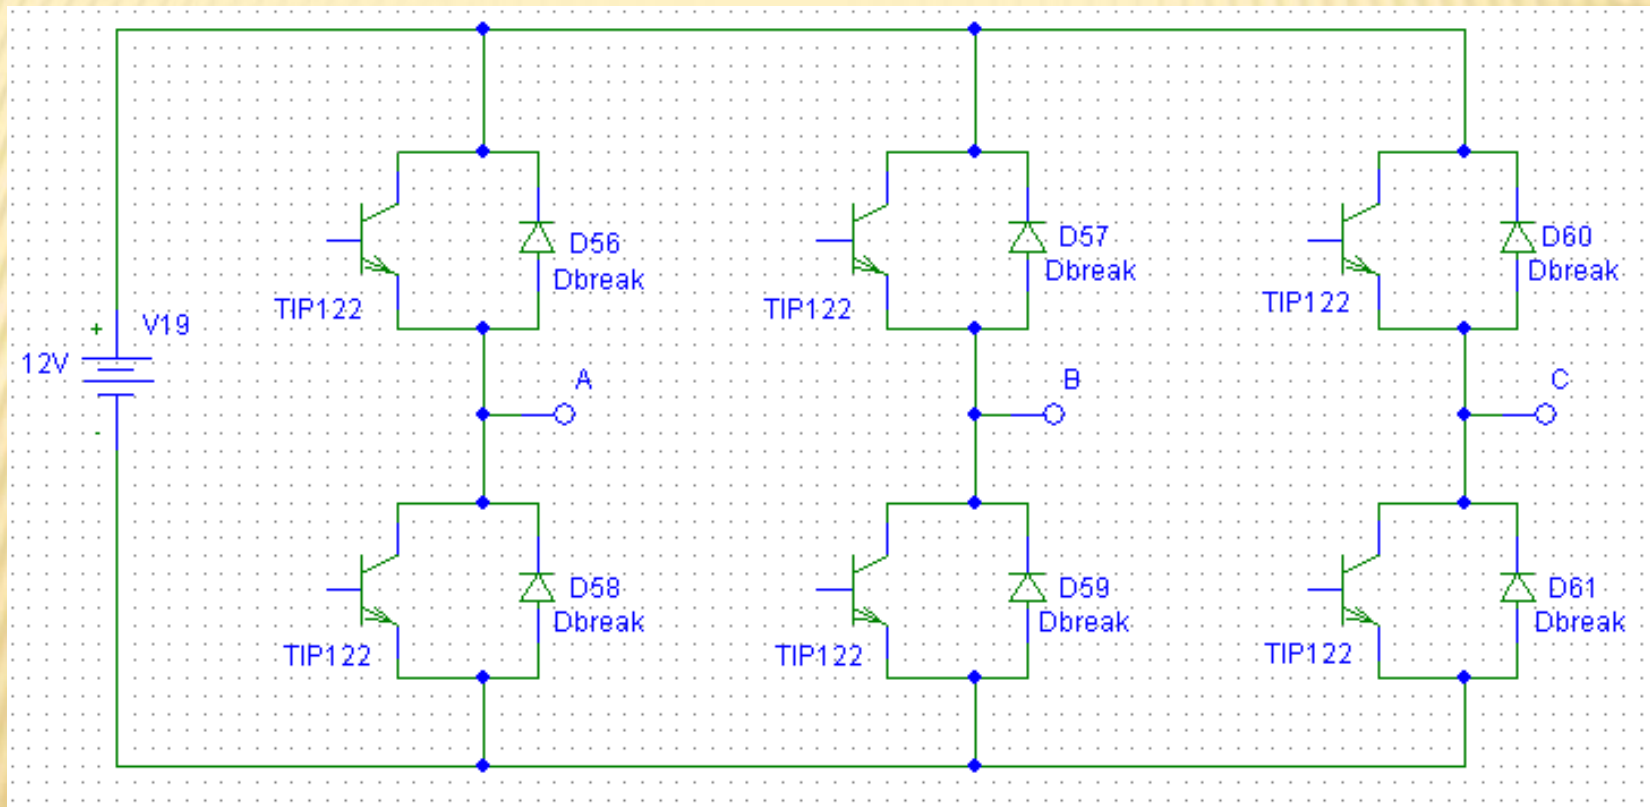 D56
Dbreak
TIP122
D57
Dbreak
TIP122
D60
Dbreak
TIP122
+
V19
12V
-
A
B
C
D58
Dbreak
TIP122
D59
Dbreak
TIP122
D61
Dbreak
TIP122